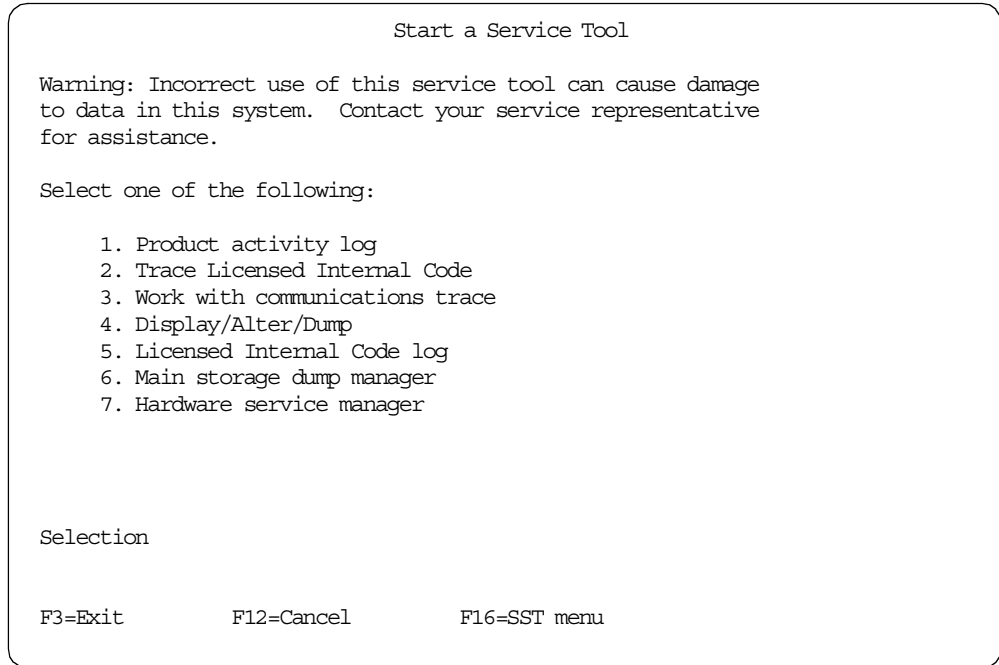 Start a Service Tool
Warning: Incorrect use of this service tool can cause damage
to data in this system.  Contact your service representative
for assistance.
Select one of the following:
1. Product activity log
2. Trace Licensed Internal Code
3. Work with communications trace
4. Display/Alter/Dump
5. Licensed Internal Code log
6. Main storage dump manager
7. Hardware service manager
Selection
F3=Exit          F12=Cancel          F16=SST menu